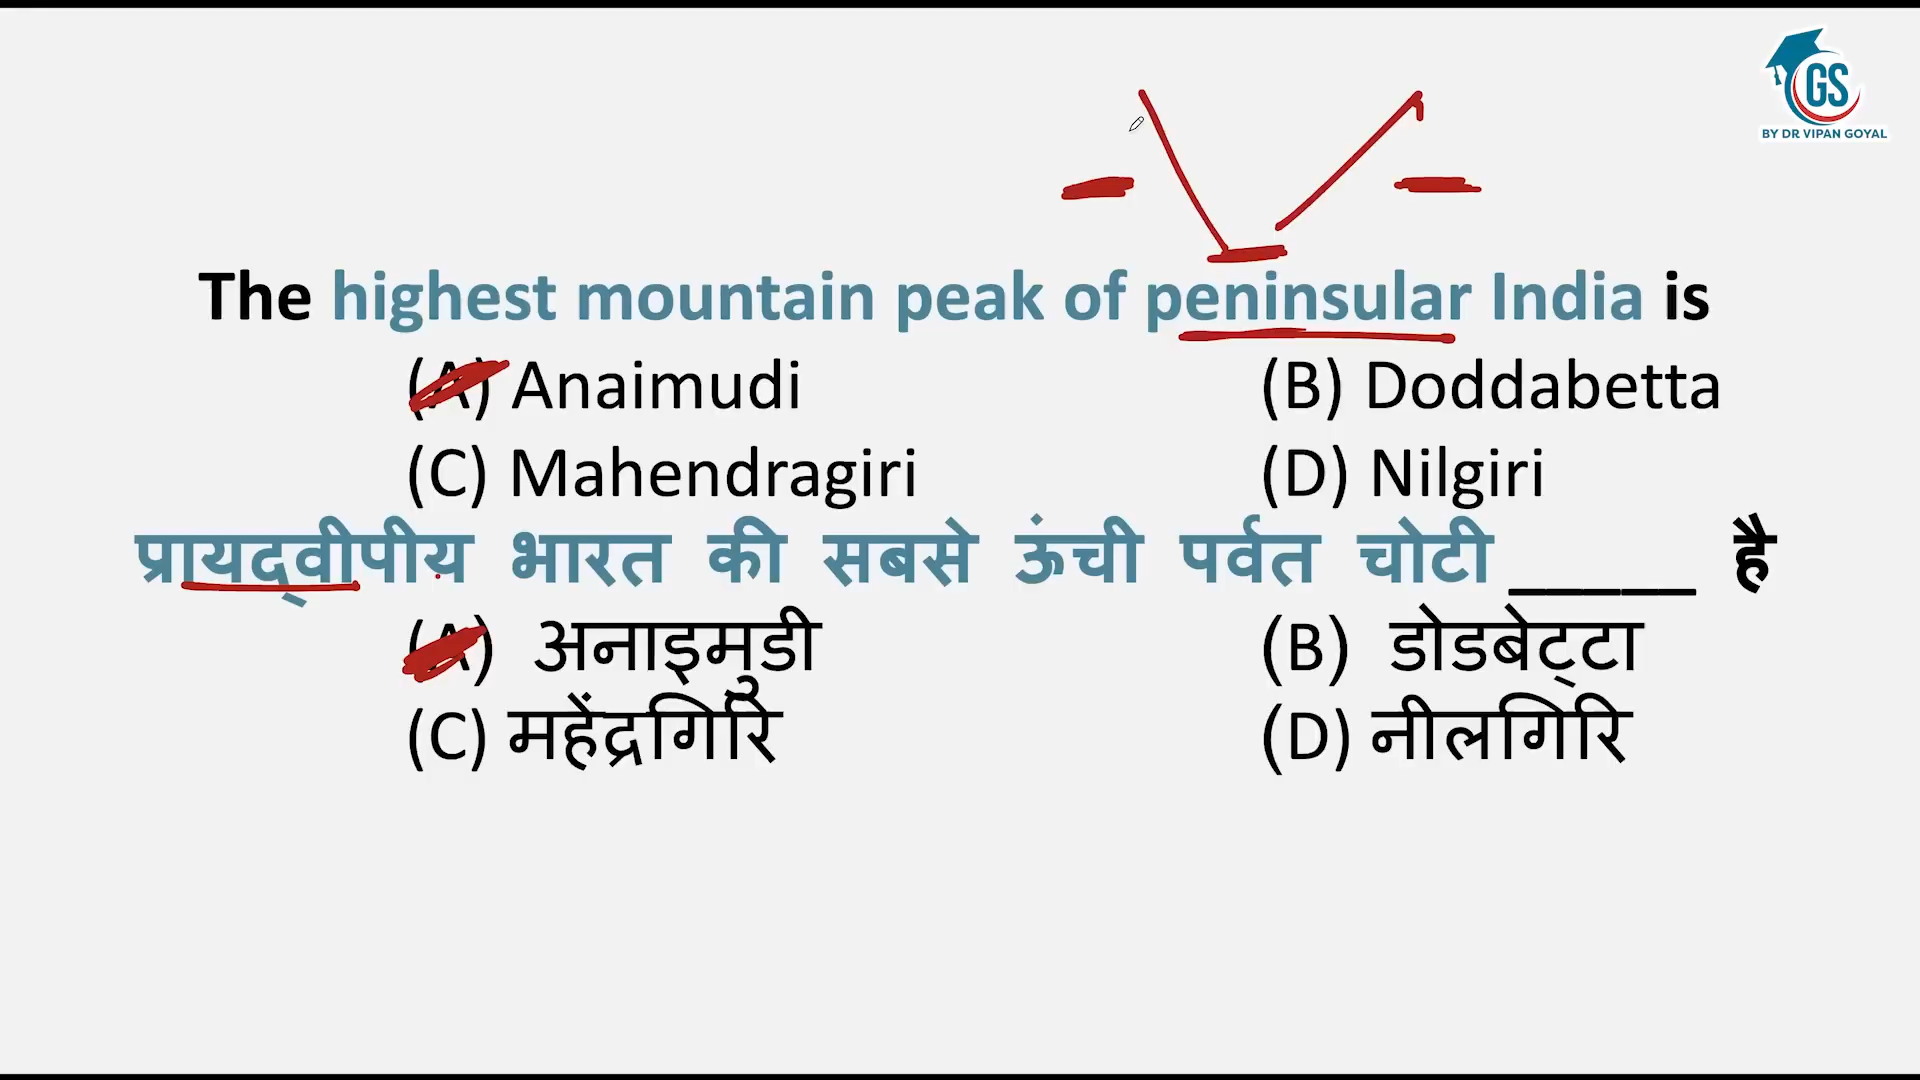 GS
BY DR VIPAN GOYAL
The highest mountain peak of peninsular India is
(A) Anaimudi (B) Doddabetta
(C) Mahendragiri (D) Nilgiri
प्रायद्वीपीय भारत की सबसे ऊंची पर्वत चोटी _____ है
(A) अनाइमुडी (B) डोडबेट्टा
(C) महेंद्रगिरि (D) नीलगिरि